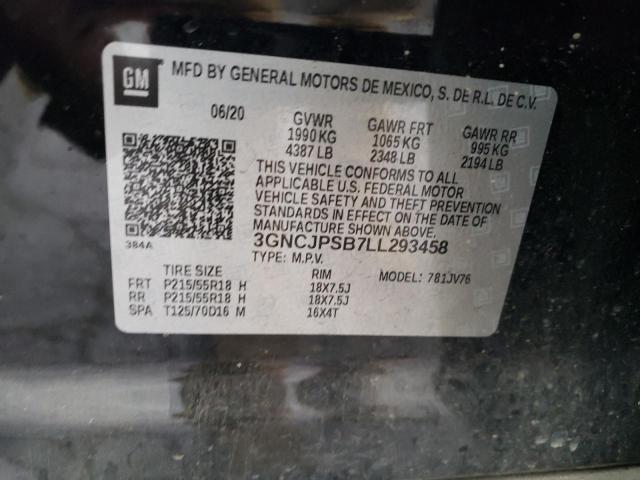 GM
MFD BY GENERAL MOTORS DE MEXICO, S. DE R.L. DE C.V.
06/20 GVWR GAWR FRT GAWR RR
1990 KG 1065 KG 995 KG
4387 LB 2348 LB 2194 LB
THIS VEHICLE CONFORMS TO ALL
APPLICABLE U.S. FEDERAL MOTOR
VEHICLE SAFETY AND THEFT PREVENTION
STANDARDS IN EFFECT ON THE DATE OF
MANUFACTURE SHOWN ABOVE.
384A
3GNCJPSB7LL293458
TYPE: M.P.V.
TIRE SIZE RIM MODEL: 781JV76
FRT P215/55R18 H 18X7.5J
RR P215/55R18 H 18X7.5J
SPA T125/70D16 M 16X4T